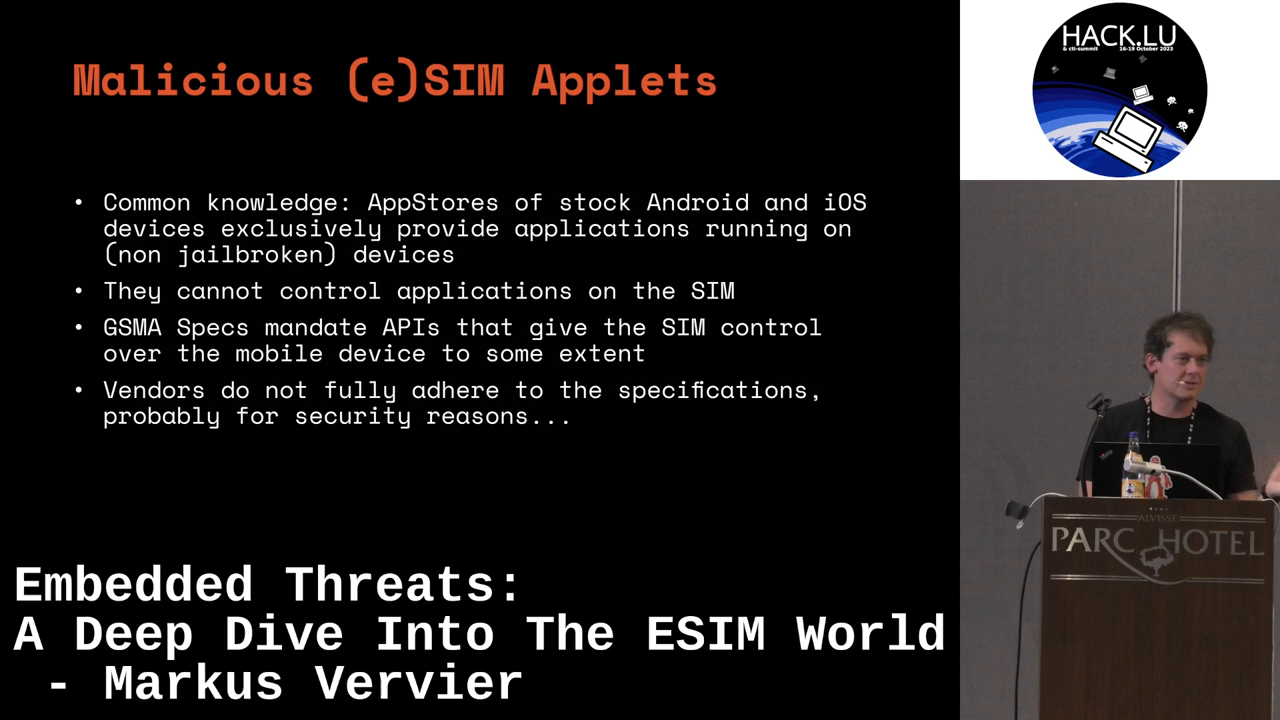 Malicious (e)SIM Applets
• Common knowledge: AppStores of stock Android and iOS
devices exclusively provide applications running on
(non jailbroken) devices
• They cannot control applications on the SIM
• GSMA Specs mandate APIs that give the SIM control
over the mobile device to some extent
• Vendors do not fully adhere to the specifications,
probably for security reasons...
Embedded Threats:
A Deep Dive Into The ESIM World
- Markus Vervier
HACK.LU
& cti-summit 16-19 October 2023
ALVISSE
PARC HOTEL